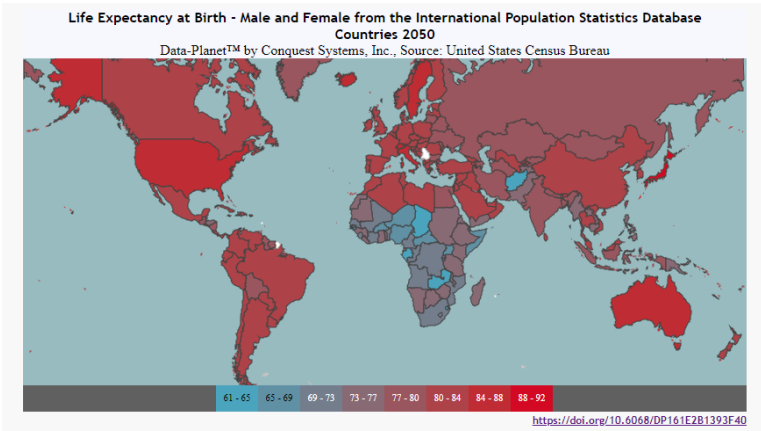 Life Expectancy at Birth - Male and Female from the International Population Statistics Database
Countries 2050
Data-Planet™ by Conquest Systems, Inc., Source: United States Census Bureau
61 - 65 65 - 69 69 - 73 73 - 77 77 - 80 80 - 84 84 - 88 88 - 92
https://doi.org/10.6068/DP161E2B1393F40